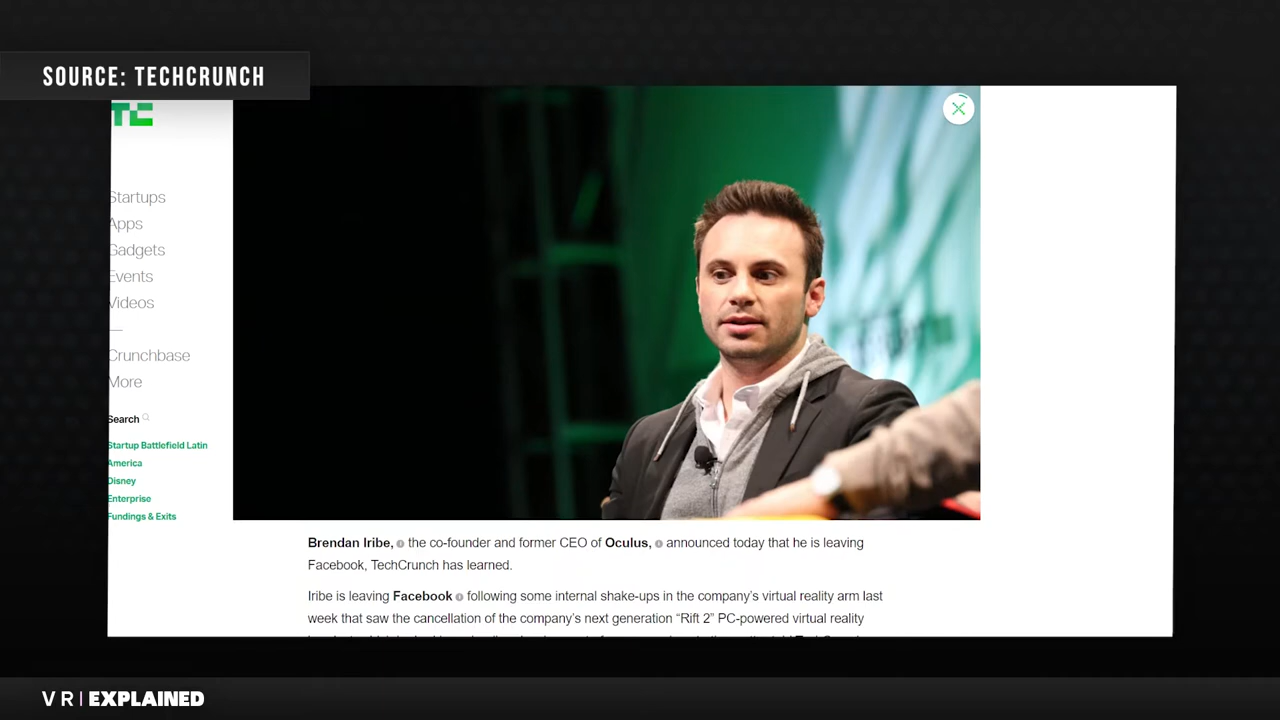 SOURCE: TECHCRUNCH
TC
Startups
Apps
Gadgets
Events
Videos
—
Crunchbase
More
Search
Startup Battlefield Latin
America
Disney
Enterprise
Fundings & Exits
Brendan Iribe, the co-founder and former CEO of Oculus, announced today that he is leaving
Facebook, TechCrunch has learned.
Iribe is leaving Facebook following some internal shake-ups in the company’s virtual reality arm last
week that saw the cancellation of the company’s next generation “Rift 2” PC-powered virtual reality
VR|EXPLAINED